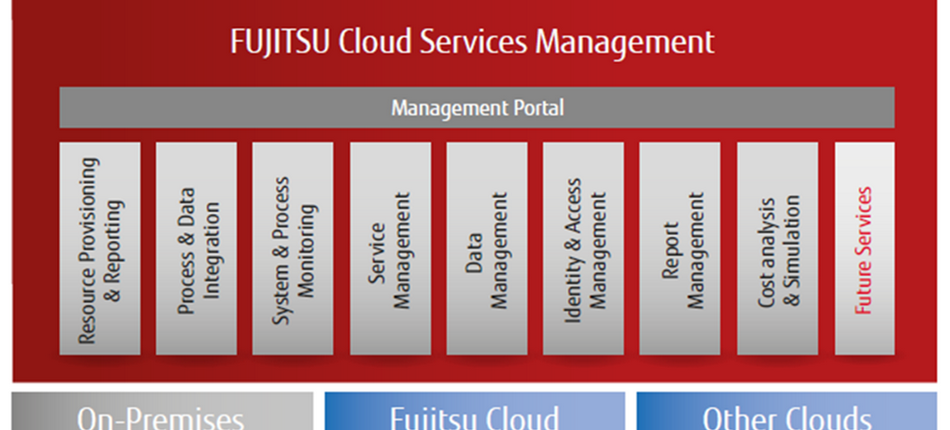 FUJITSU Cloud Services Management
Management Portal
Resource Provisioning
& Reporting
Process & Data
Integration
System & Process
Monitoring
Service
Management
Data
Management
Identity & Access
Management
Report
Management
Cost analysis
& Simulation
Future Services
On-Premises
Fujitsu Cloud
Other Clouds